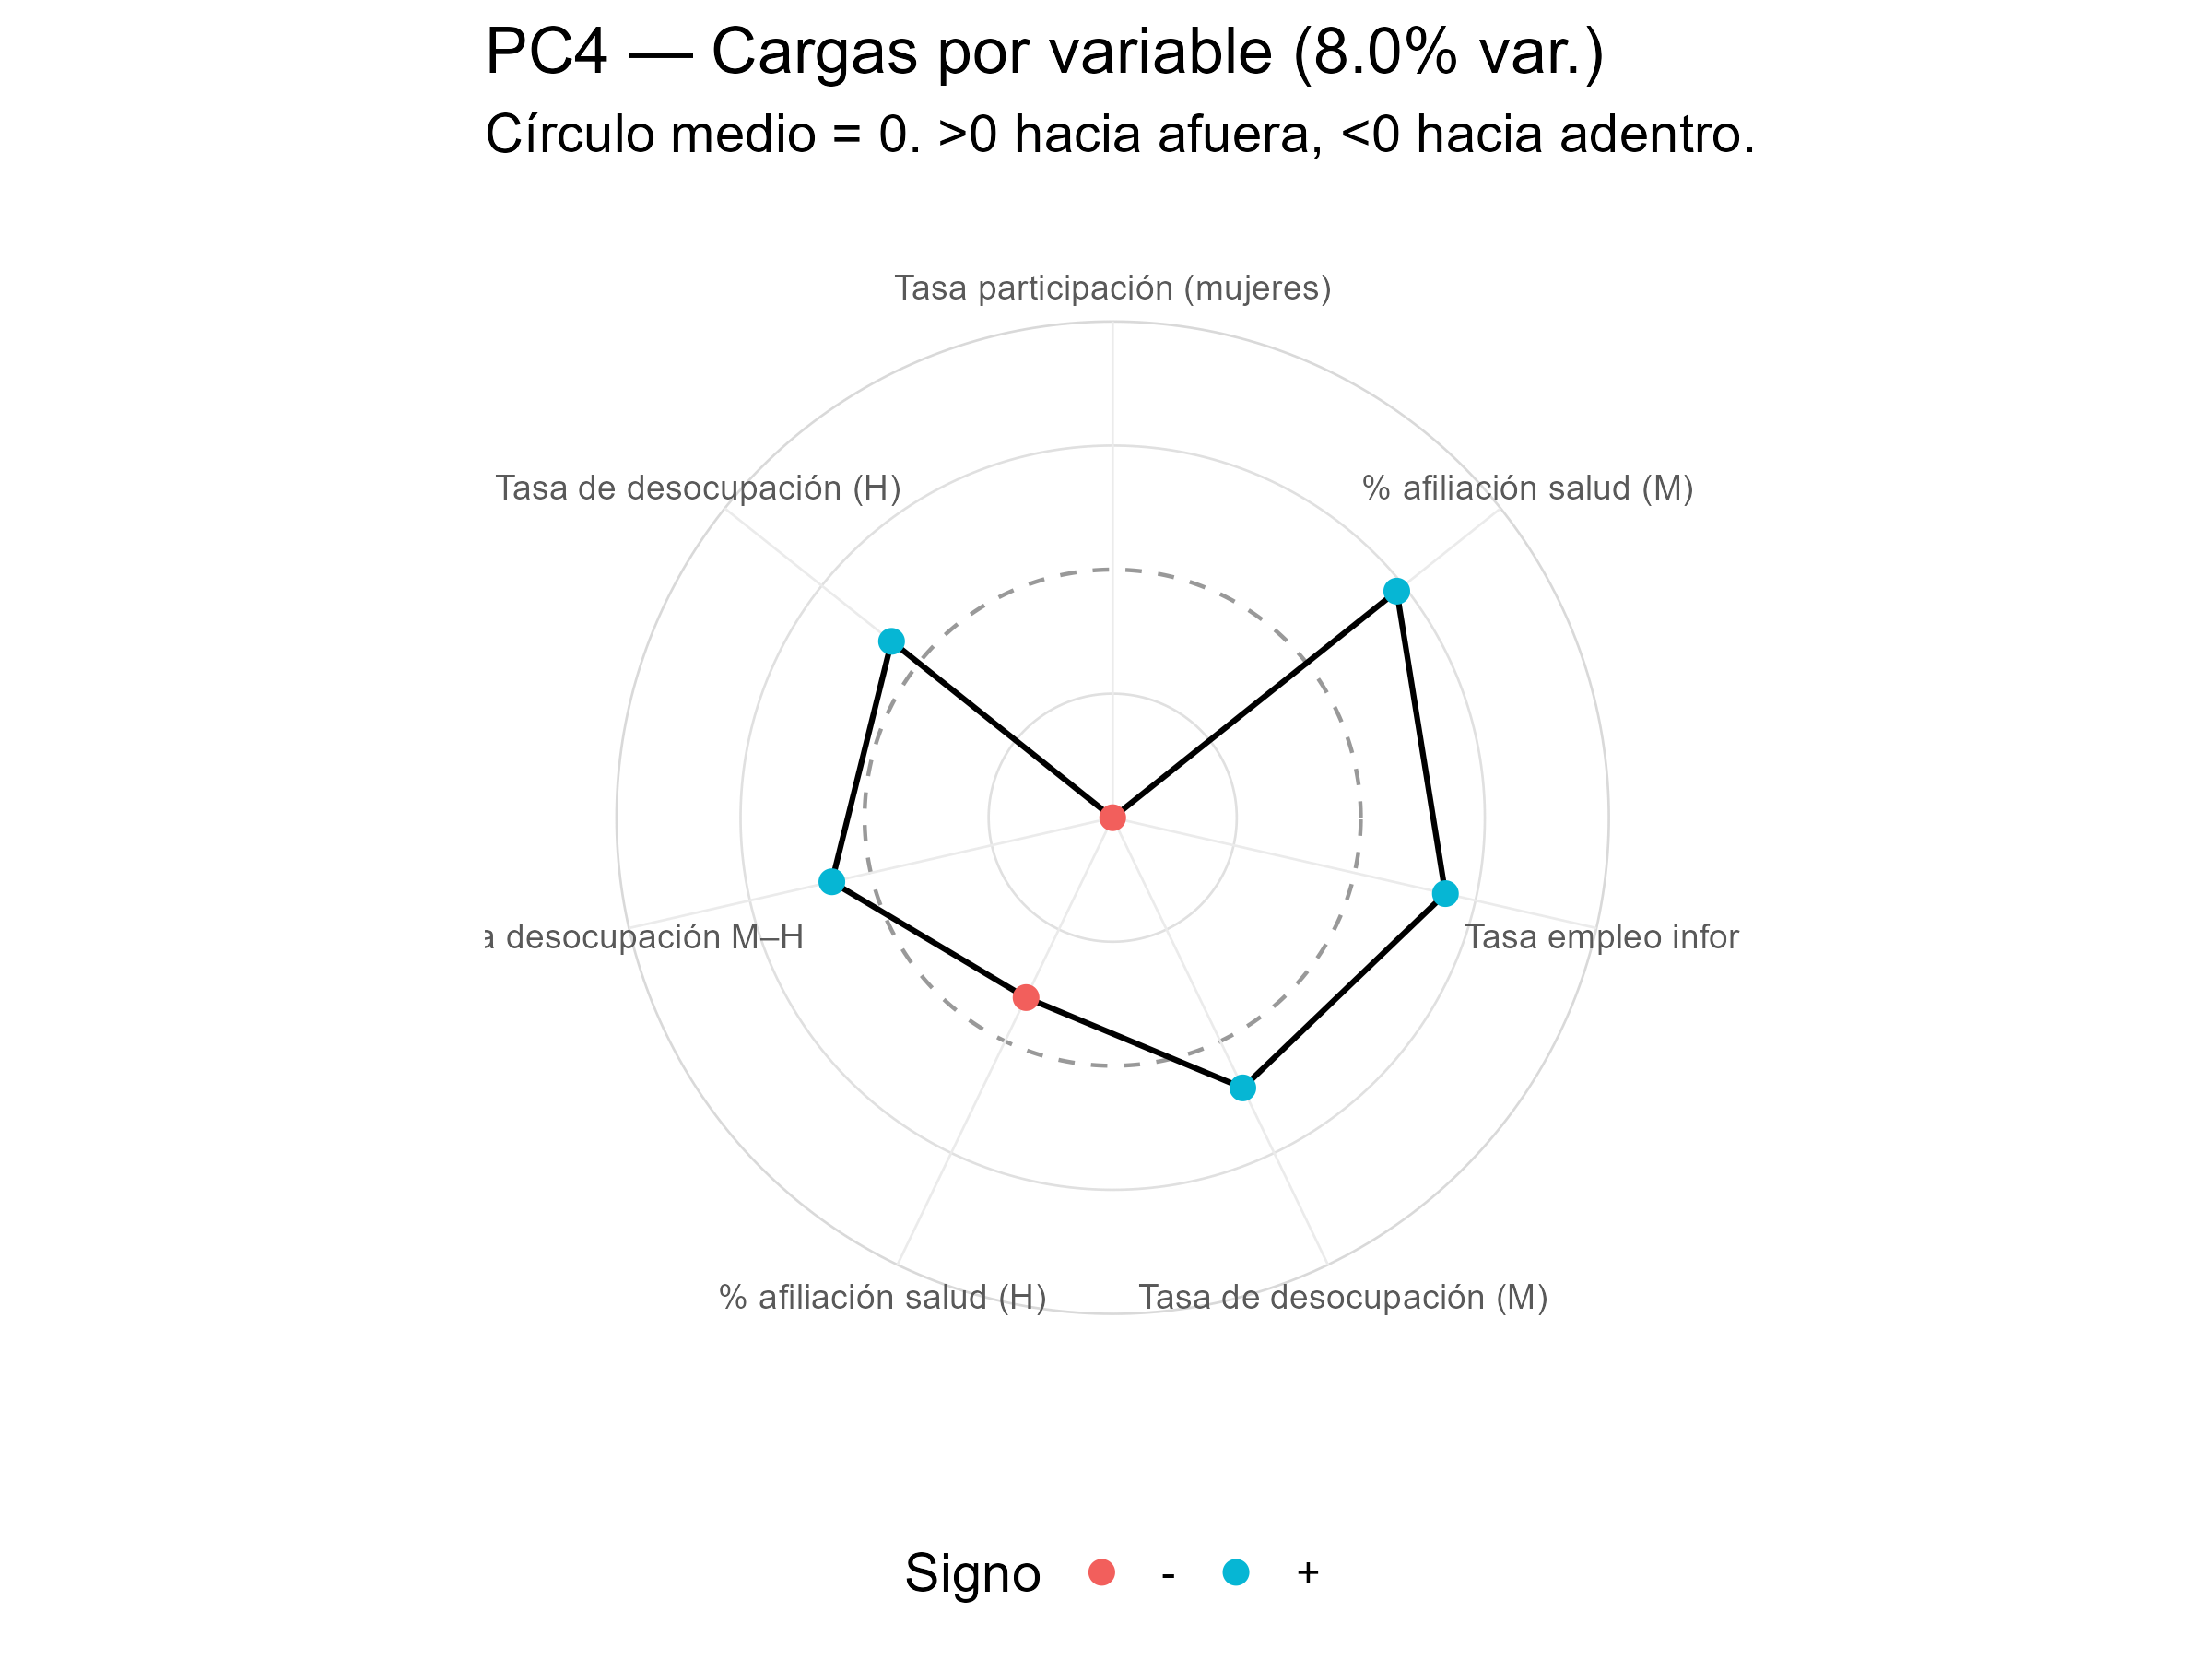 PC4 — Cargas por variable (8.0% var.)
Círculo medio = 0. >0 hacia afuera, <0 hacia adentro.
Tasa participación (mujeres)
Tasa de desocupación (H)
% afiliación salud (M)
a desocupación M–H
Tasa empleo infor
% afiliación salud (H)
Tasa de desocupación (M)
Signo - +